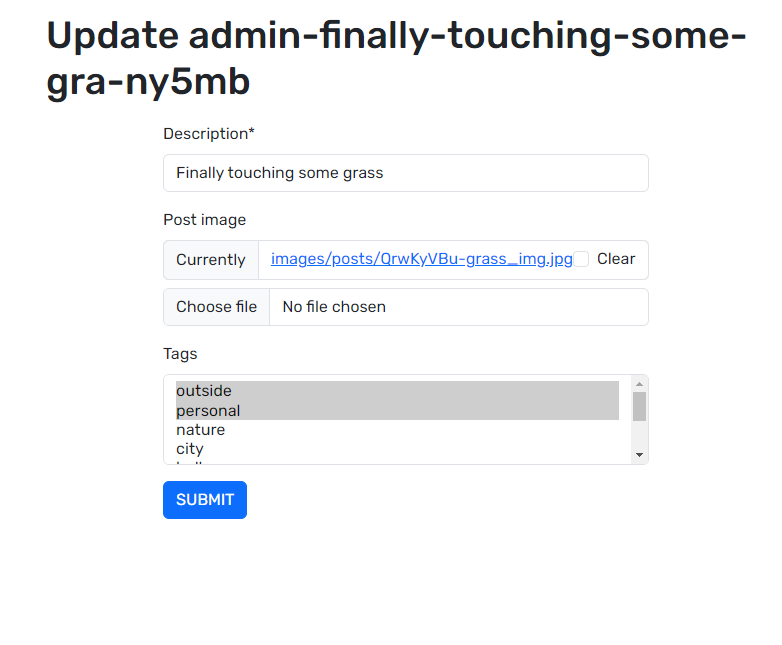 Update admin-finally-touching-some-
gra-ny5mb
Description*
Finally touching some grass
Post image
Currently images/posts/QrwKyVBu-grass_img.jpg Clear
Choose file No file chosen
Tags
outside
personal
nature
city
SUBMIT